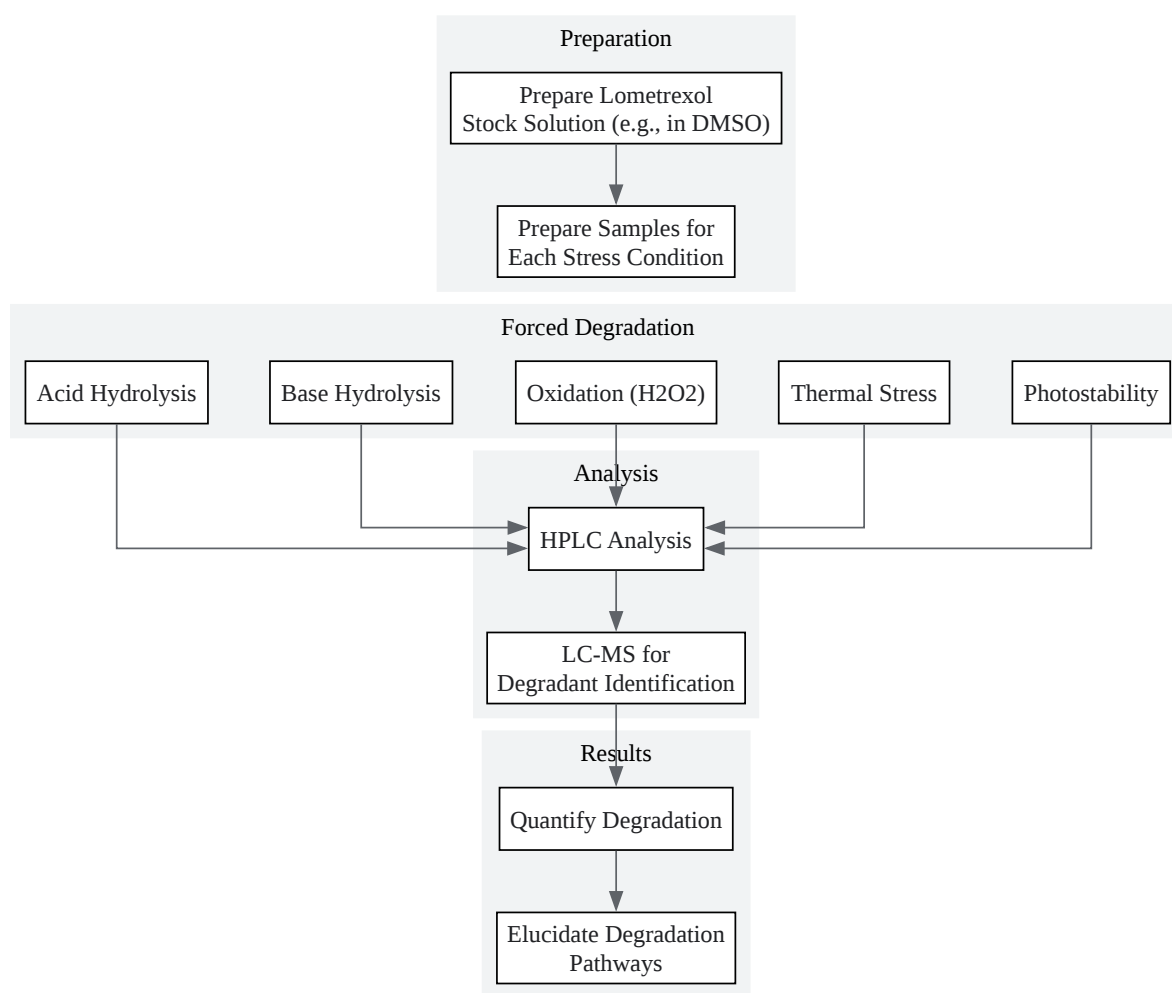 Preparation
Prepare Lometrexol
Stock Solution (e.g., in DMSO)
Prepare Samples for
Each Stress Condition
Forced Degradation
Acid Hydrolysis
Base Hydrolysis
Oxidation (H2O2)
Thermal Stress
Photostability
Analysis
HPLC Analysis
LC-MS for
Degradant Identification
Results
Quantify Degradation
Elucidate Degradation
Pathways